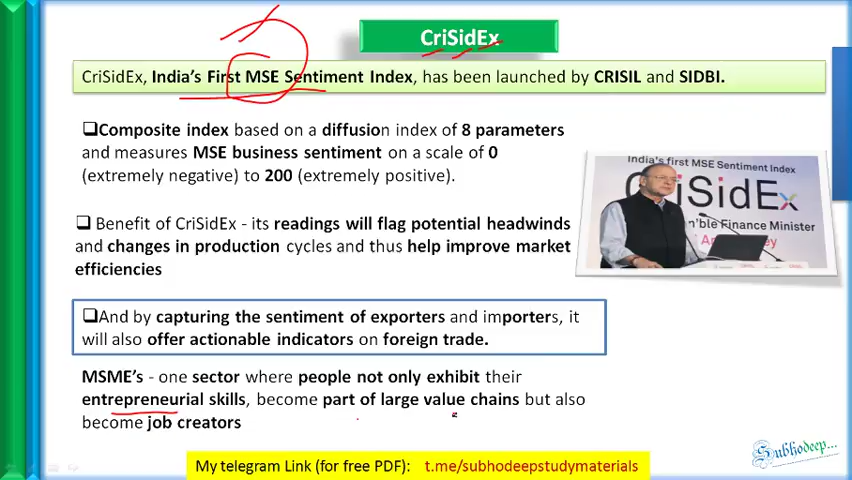 CriSidEx
CriSidEx, India's First MSE Sentiment Index, has been launched by CRISIL and SIDBI.
❑Composite index based on a diffusion index of 8 parameters
and measures MSE business sentiment on a scale of 0
(extremely negative) to 200 (extremely positive).
India's first MSE Sentiment Index
CriSidEx
n'ble Finance Minister
❑ Benefit of CriSidEx - its readings will flag potential headwinds
and changes in production cycles and thus help improve market
efficiencies
❑And by capturing the sentiment of exporters and importers, it
will also offer actionable indicators on foreign trade.
MSME's - one sector where people not only exhibit their
entrepreneurial skills, become part of large value chains but also
become job creators
Subhodeep...
My telegram Link (for free PDF): t.me/subhodeepstudymaterials